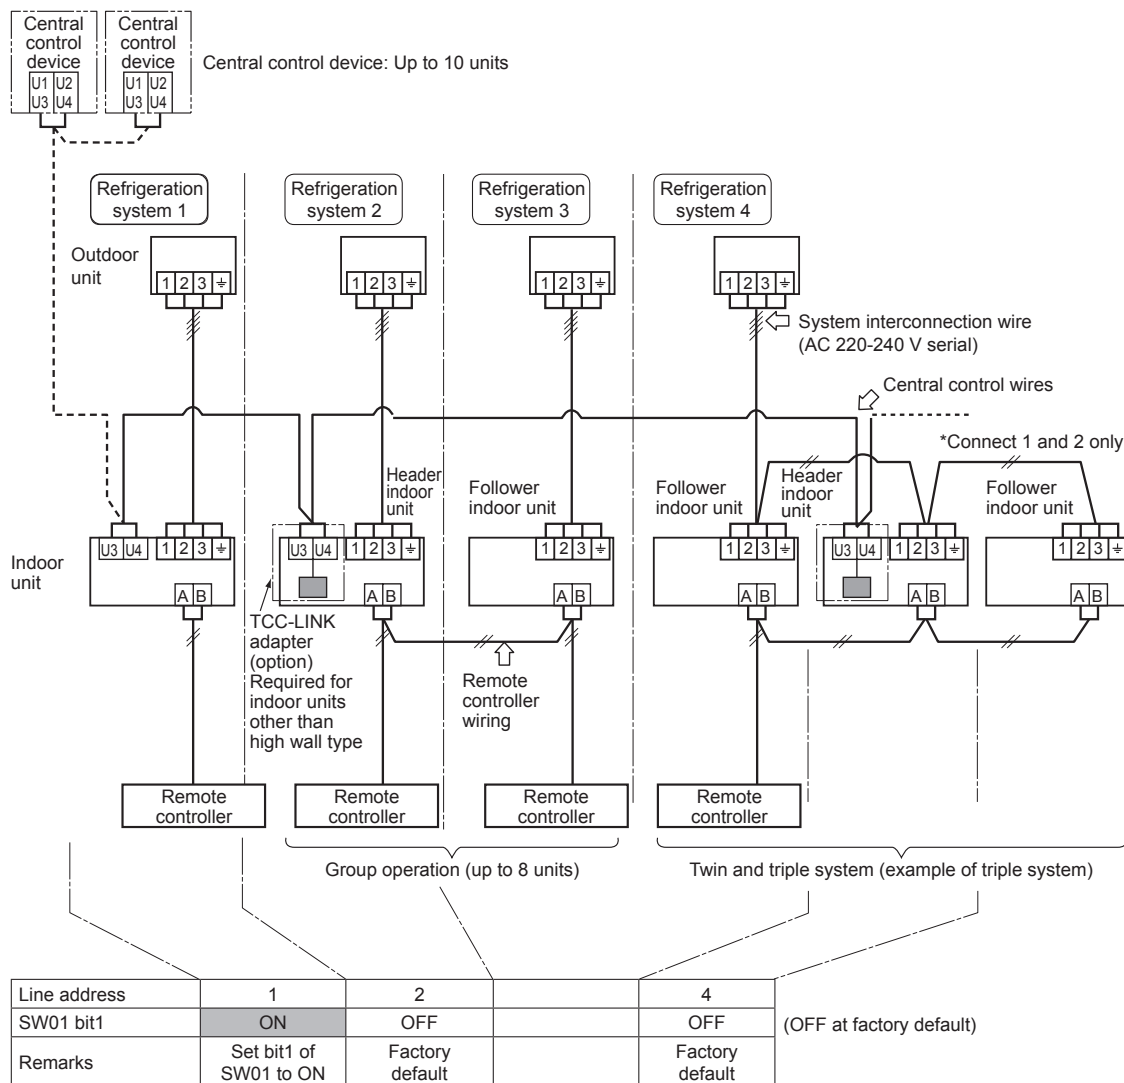 Central
control
device
U1 U2
U3 U4
Central
control
device
U1 U2
U3 U4
Central control device: Up to 10 units
Refrigeration
system 1
Refrigeration
system 2
Refrigeration
system 3
Refrigeration
system 4
Outdoor
unit
1 2 3
1 2 3
1 2 3
1 2 3
System interconnection wire
(AC 220-240 V serial)
Central control wires
*Connect 1 and 2 only
Header
indoor
unit
Follower
indoor unit
Follower
indoor unit
Header
indoor
unit
Follower
indoor unit
Indoor
unit
U3 U4
1 2 3
U3 U4
1 2 3
1 2 3
1 2 3
U3 U4
1 2 3
1 2 3
A B
A B
A B
A B
A B
A B
TCC-LINK
adapter
(option)
Required for
indoor units
other than
high wall type
Remote
controller
wiring
Remote
controller
Remote
controller
Remote
controller
Remote
controller
Group operation (up to 8 units)
Twin and triple system (example of triple system)
Line address 1 2 4
SW01 bit1 ON OFF OFF
(OFF at factory default)
Remarks
Set bit1 of
SW01 to ON
Factory
default
Factory
default